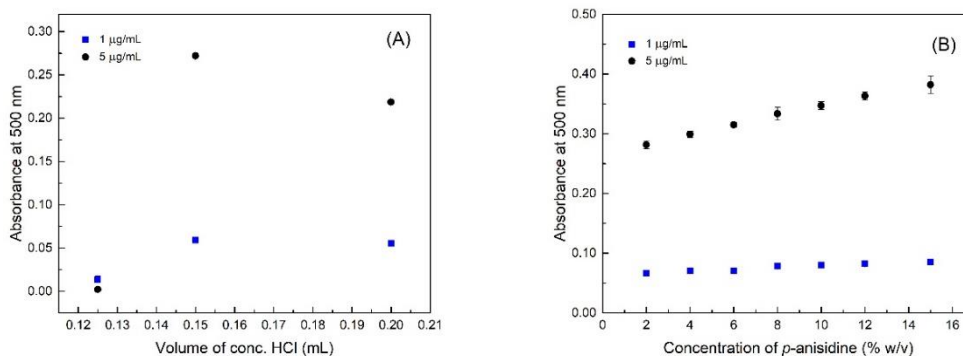 (A)
1 μg/mL
5 μg/mL
Absorbance at 500 nm
0.30
0.25
0.20
0.15
0.10
0.05
0.00
0.12 0.13 0.14 0.15 0.16 0.17 0.18 0.19 0.20 0.21
Volume of conc. HCl (mL)
(B)
1 μg/mL
5 μg/mL
Absorbance at 500 nm
0.50
0.40
0.30
0.20
0.10
0.00
0 2 4 6 8 10 12 14 16
Concentration of p-anisidine (% w/v)